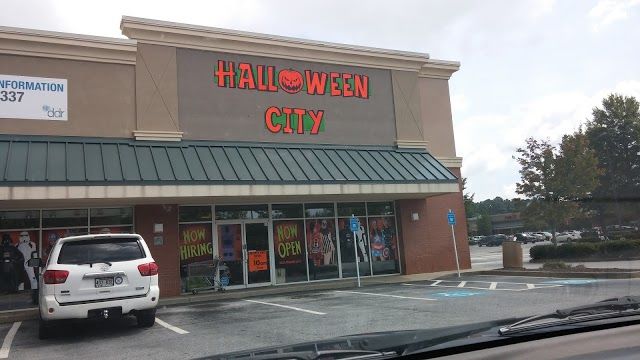 INFORMATION
337
ddr
HALLOWEEN
CITY
NOW
HIRING
NOW
OPEN